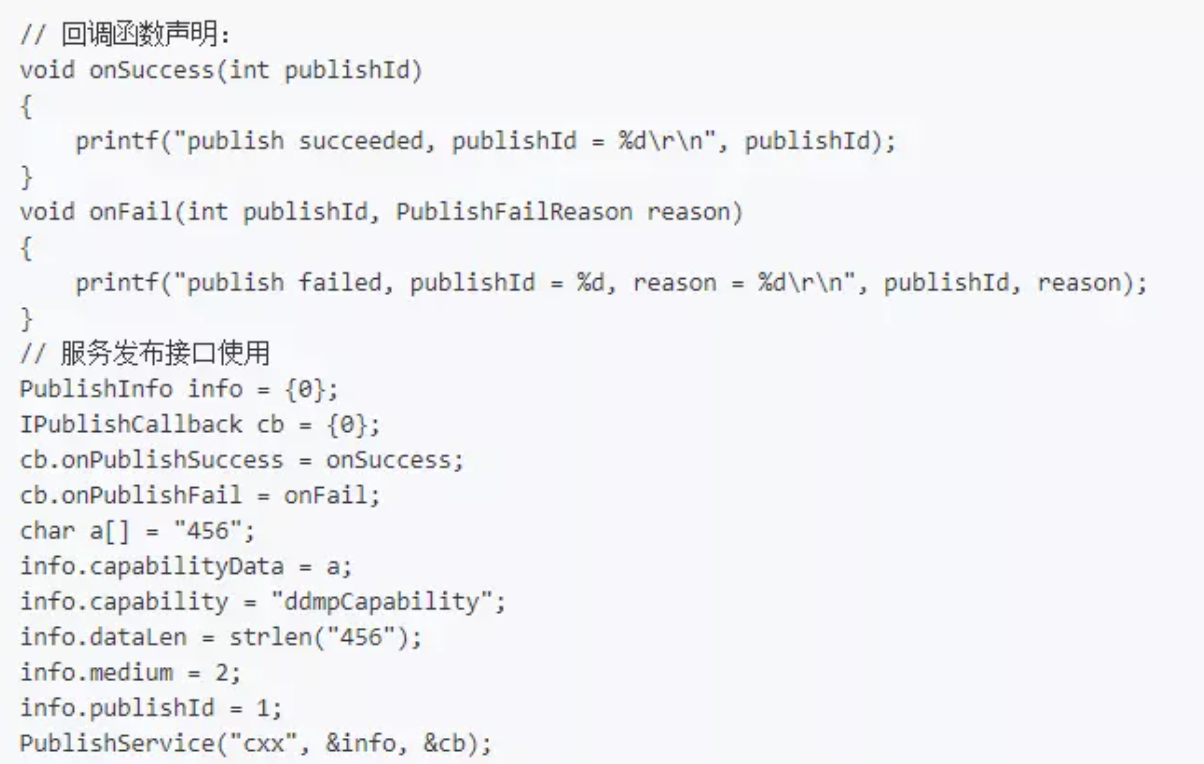 // 回调函数声明：
void onSuccess(int publishId)
{
    printf("publish succeeded, publishId = %d\r\n", publishId);
}
void onFail(int publishId, PublishFailReason reason)
{
    printf("publish failed, publishId = %d, reason = %d\r\n", publishId, reason);
}
// 服务发布接口使用
PublishInfo info = {0};
IPublishCallback cb = {0};
cb.onPublishSuccess = onSuccess;
cb.onPublishFail = onFail;
char a[] = "456";
info.capabilityData = a;
info.capability = "ddmpCapability";
info.dataLen = strlen("456");
info.medium = 2;
info.publishId = 1;
PublishService("cxx", &info, &cb);